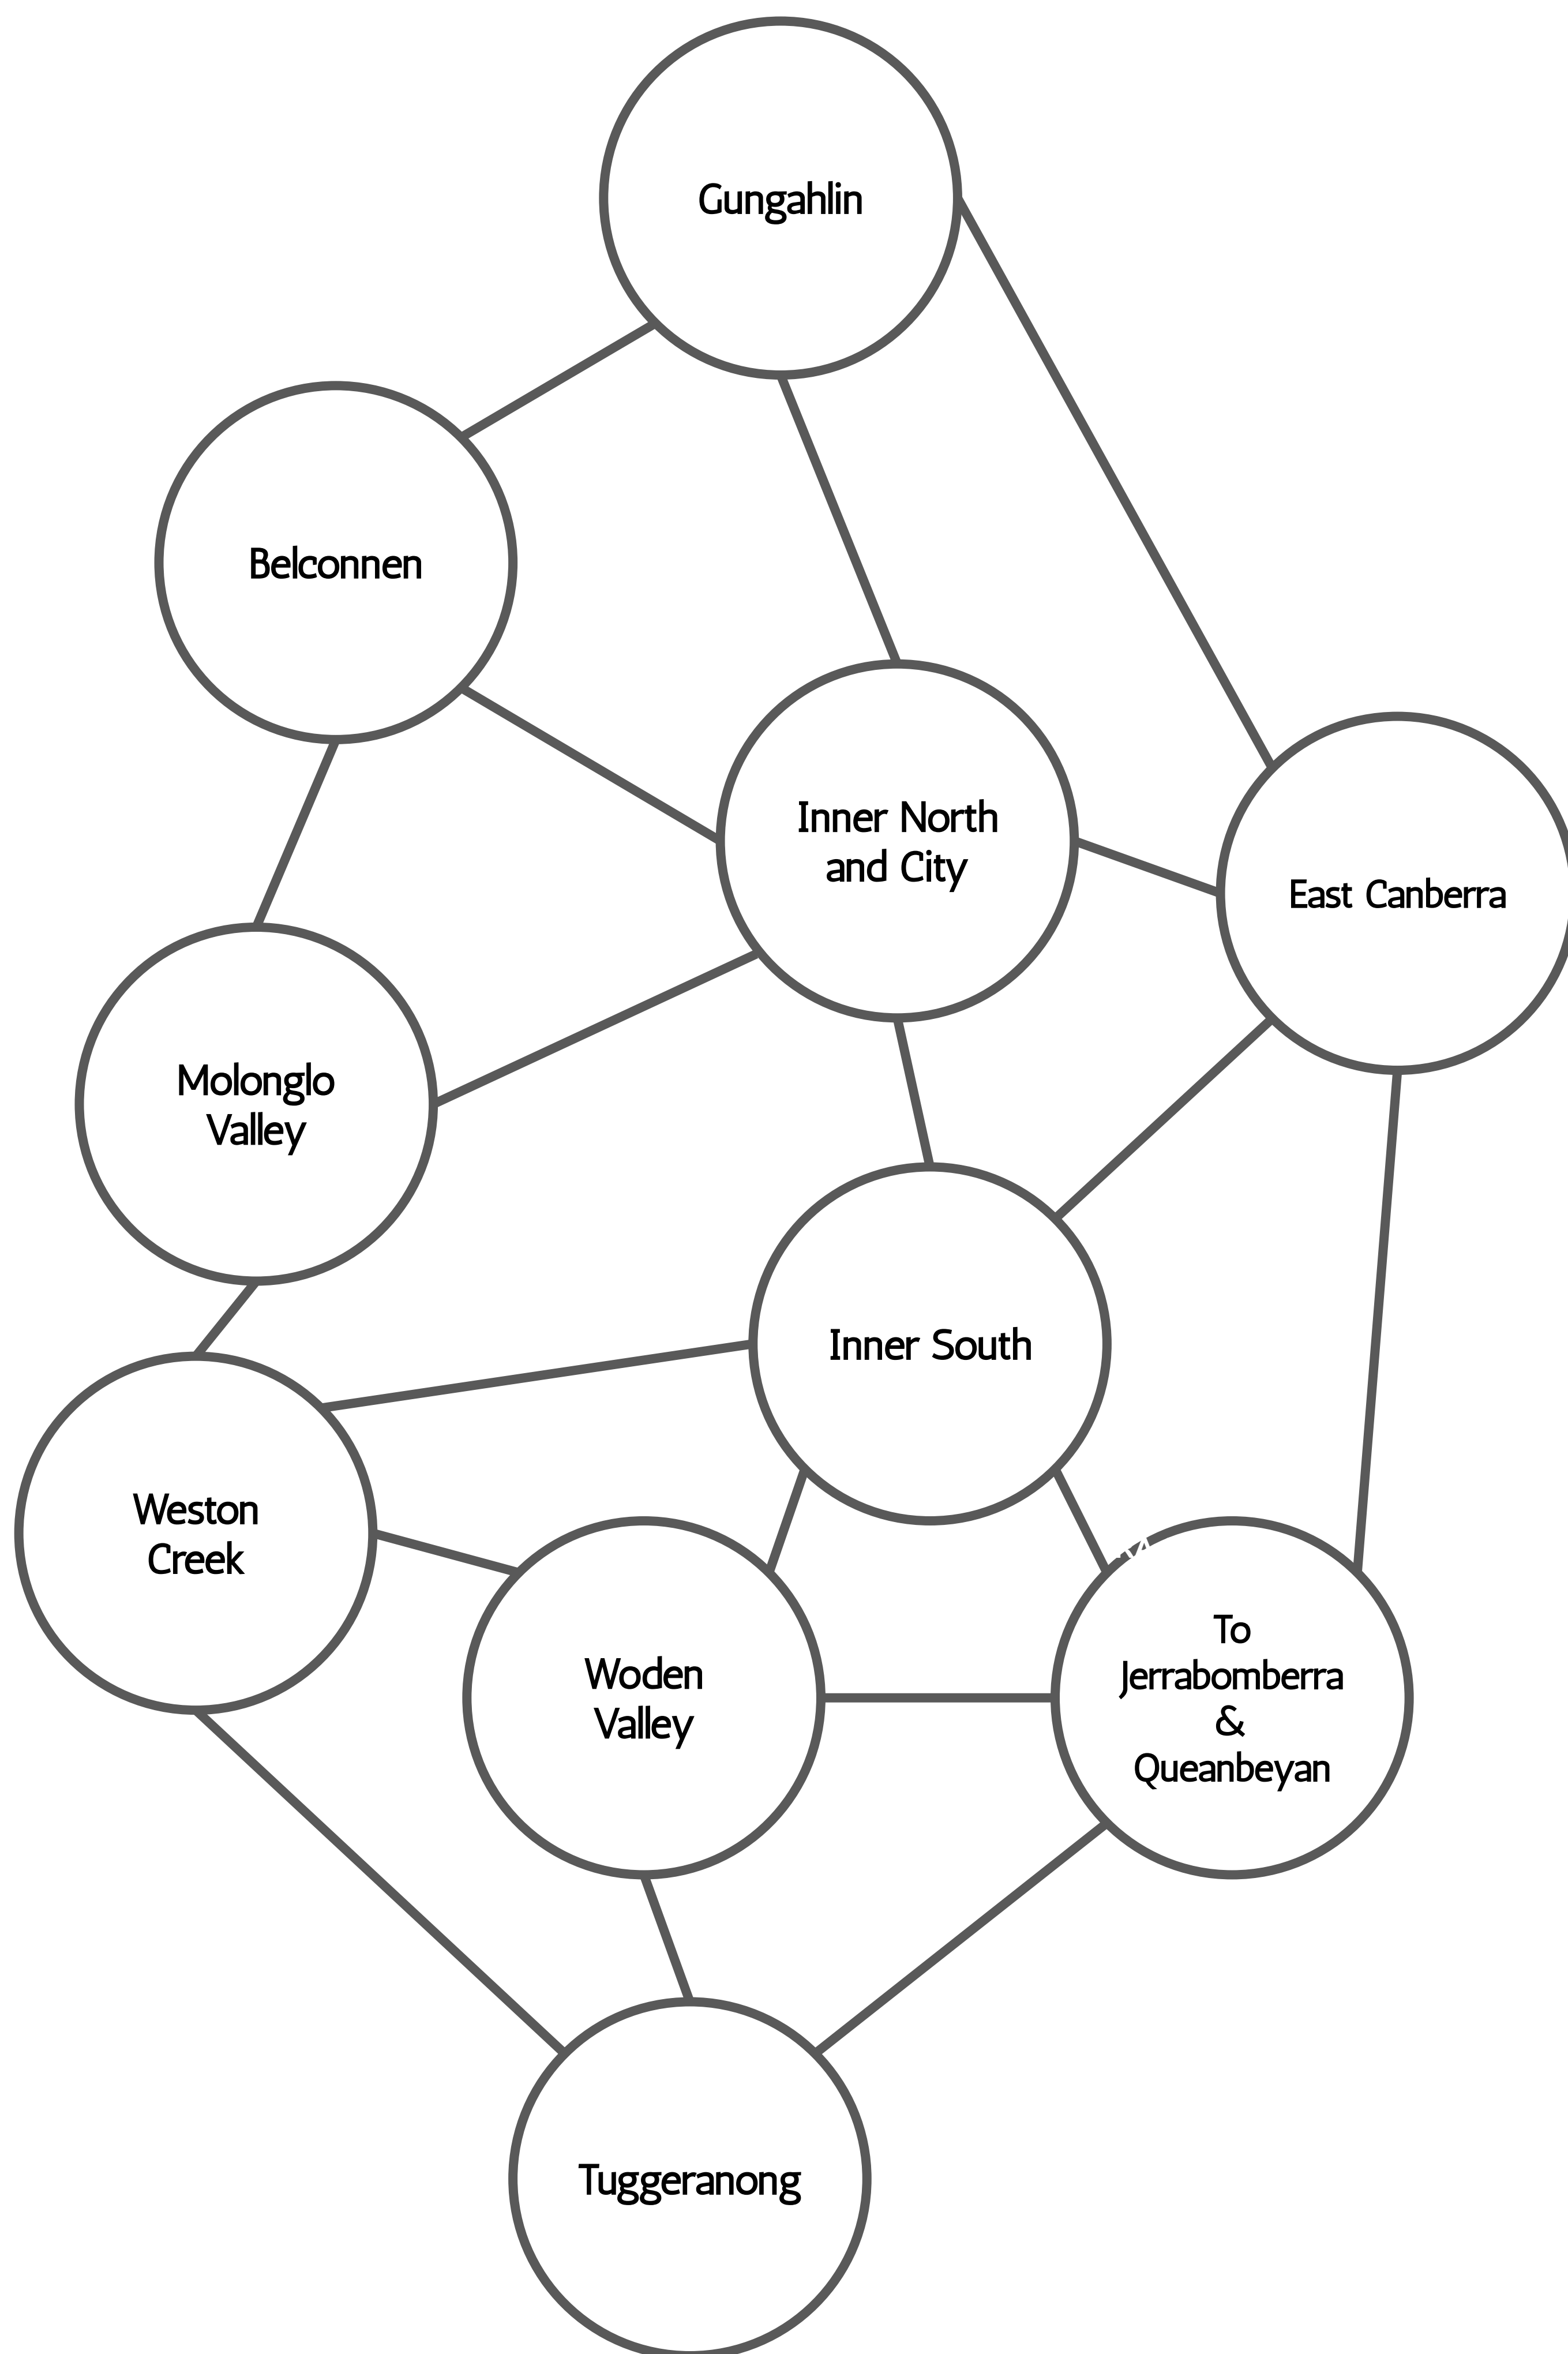 Gungahlin
Belconnen
Inner North
and City
East Canberra
Molonglo
Valley
Inner South
Weston
Creek
Woden
Valley
To
Jerrabomberra
&
Queanbeyan
Tuggeranong